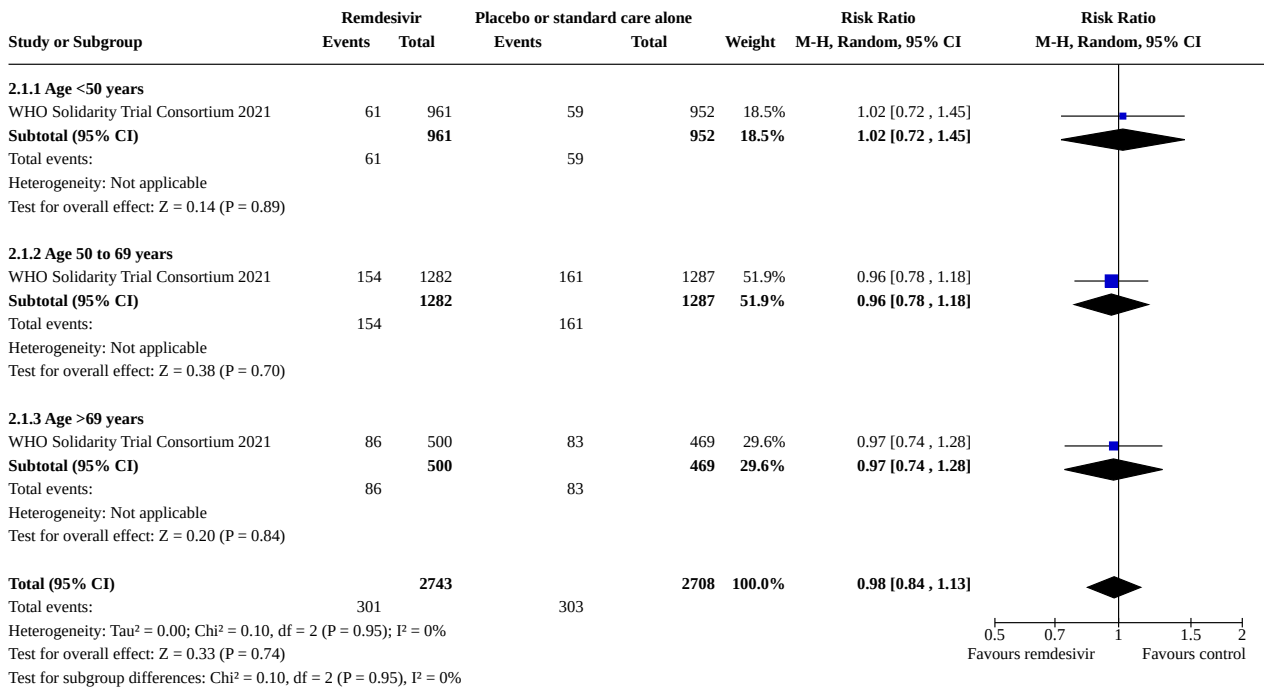 Remdesivir Placebo or standard care alone Risk Ratio Risk Ratio
Study or Subgroup Events Total Events Total Weight M-H, Random, 95% CI M-H, Random, 95% CI
2.1.1 Age <50 years
WHO Solidarity Trial Consortium 2021 61 961 59 952 18.5% 1.02 [0.72 , 1.45]
Subtotal (95% CI) 961 952 18.5% 1.02 [0.72 , 1.45]
Total events: 61 59
Heterogeneity: Not applicable
Test for overall effect: Z = 0.14 (P = 0.89)
2.1.2 Age 50 to 69 years
WHO Solidarity Trial Consortium 2021 154 1282 161 1287 51.9% 0.96 [0.78 , 1.18]
Subtotal (95% CI) 1282 1287 51.9% 0.96 [0.78 , 1.18]
Total events: 154 161
Heterogeneity: Not applicable
Test for overall effect: Z = 0.38 (P = 0.70)
2.1.3 Age >69 years
WHO Solidarity Trial Consortium 2021 86 500 83 469 29.6% 0.97 [0.74 , 1.28]
Subtotal (95% CI) 500 469 29.6% 0.97 [0.74 , 1.28]
Total events: 86 83
Heterogeneity: Not applicable
Test for overall effect: Z = 0.20 (P = 0.84)
Total (95% CI) 2743 2708 100.0% 0.98 [0.84 , 1.13]
Total events: 301 303
Heterogeneity: Tau² = 0.00; Chi² = 0.10, df = 2 (P = 0.95); I² = 0%
0.5 0.7 1 1.5 2
Test for overall effect: Z = 0.33 (P = 0.74) Favours remdesivir Favours control
Test for subgroup differences: Chi² = 0.10, df = 2 (P = 0.95), I² = 0%